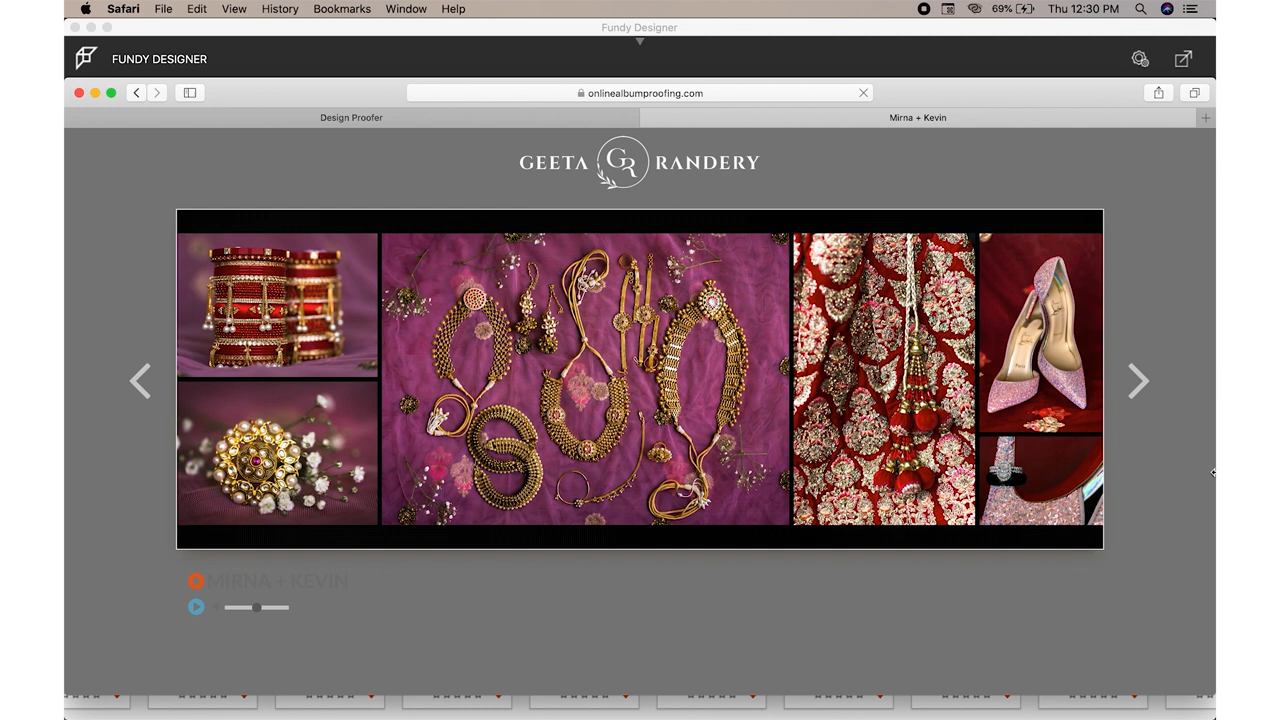 Safari File Edit View History Bookmarks Window Help 69% Thu 12:30 PM
Fundy Designer
FUNDY DESIGNER
onlinealbumproofing.com
Design Proofer Mirna + Kevin
GEETA GR RANDERY
MIRNA + KEVIN